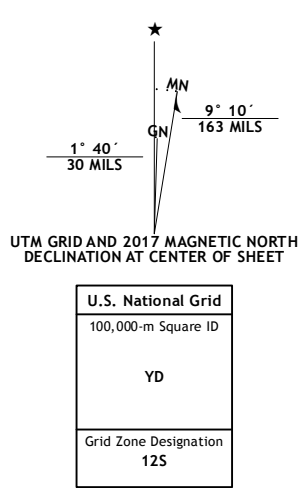 MN
GN
9° 10´
163 MILS
1° 40´
30 MILS
UTM GRID AND 2017 MAGNETIC NORTH
DECLINATION AT CENTER OF SHEET
U.S. National Grid
100,000-m Square ID
YD
Grid Zone Designation
12S